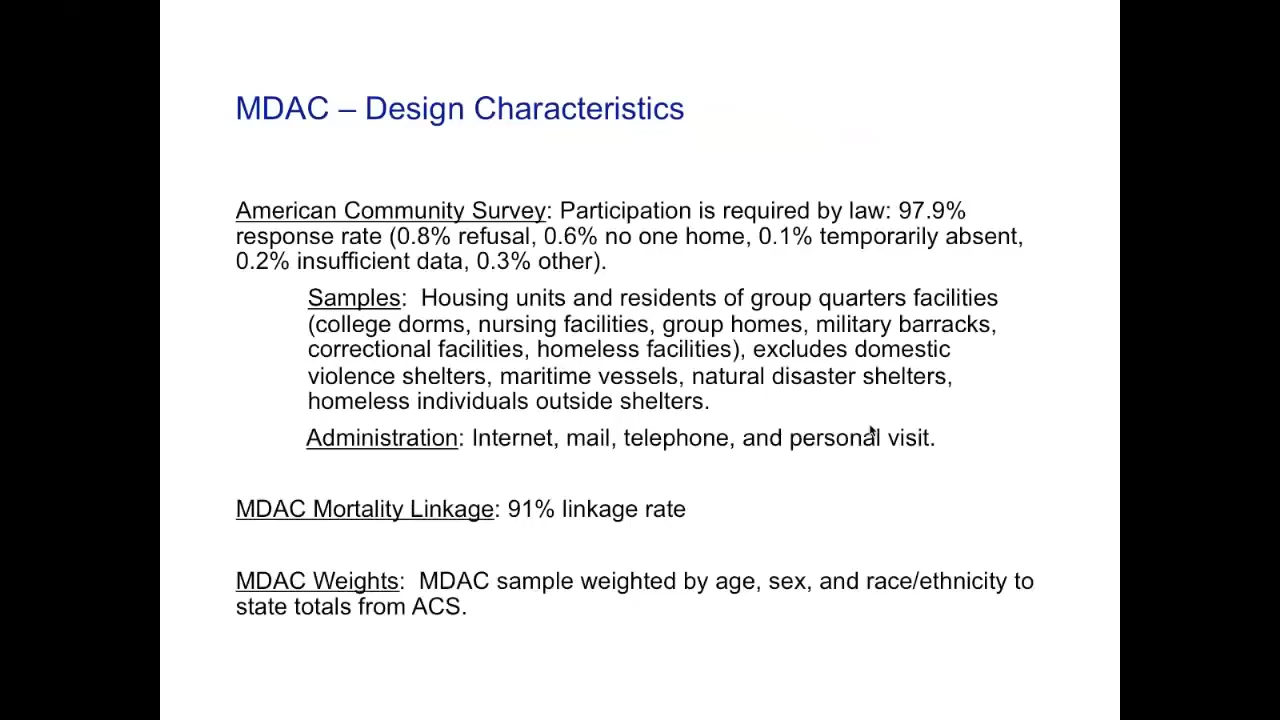 MDAC – Design Characteristics
American Community Survey: Participation is required by law: 97.9%
response rate (0.8% refusal, 0.6% no one home, 0.1% temporarily absent,
0.2% insufficient data, 0.3% other).
Samples: Housing units and residents of group quarters facilities
(college dorms, nursing facilities, group homes, military barracks,
correctional facilities, homeless facilities), excludes domestic
violence shelters, maritime vessels, natural disaster shelters,
homeless individuals outside shelters.
Administration: Internet, mail, telephone, and personal visit.
MDAC Mortality Linkage: 91% linkage rate
MDAC Weights: MDAC sample weighted by age, sex, and race/ethnicity to
state totals from ACS.